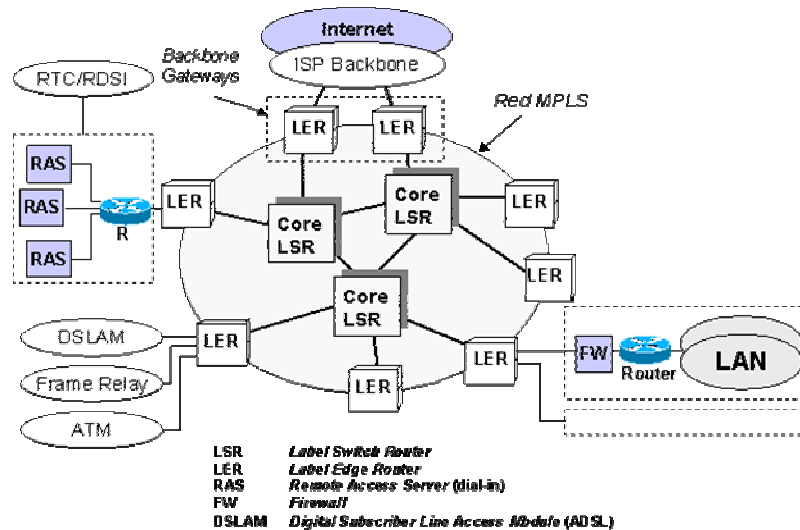 Internet
ISP Backbone
Backbone
Gateways
RTC/RDSI
Red MPLS
LER
LER
RAS
RAS
RAS
R
LER
Core
LSR
Core
LSR
LER
LER
Core
LSR
DSLAM
Frame Relay
ATM
LER
LER
LER
FW
Router
LAN
LSR Label Switch Router
LER Label Edge Router
RAS Remote Access Server (dial-in)
FW Firewall
DSLAM Digital Subscriber Line Access Module (ADSL)